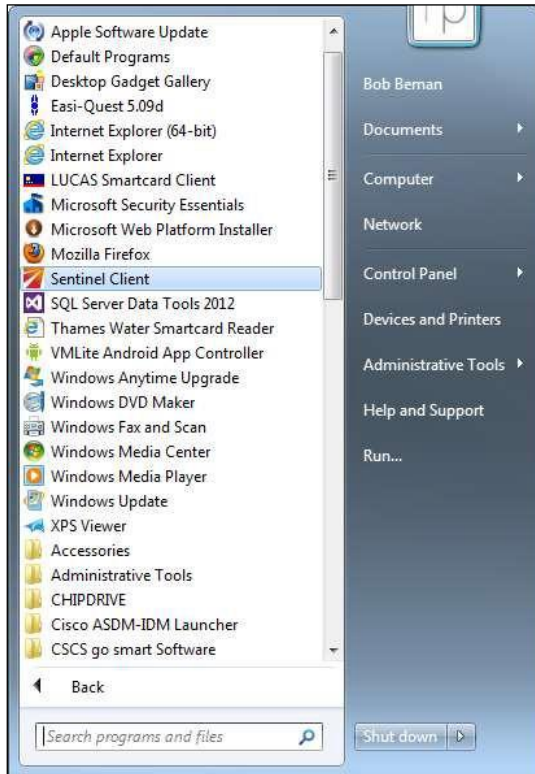 Apple Software Update
Default Programs
Desktop Gadget Gallery
Easi-Quest 5.09d
Internet Explorer (64-bit)
Internet Explorer
LUCAS Smartcard Client
Microsoft Security Essentials
Microsoft Web Platform Installer
Mozilla Firefox
Sentinel Client
SQL Server Data Tools 2012
Thames Water Smartcard Reader
VMLite Android App Controller
Windows Anytime Upgrade
Windows DVD Maker
Windows Fax and Scan
Windows Media Center
Windows Media Player
Windows Update
XPS Viewer
Accessories
Administrative Tools
CHIPDRIVE
Cisco ASDM-IDM Launcher
CSCS go smart Software
Back
Search programs and files
Bob Beman
Documents
Computer
Network
Control Panel
Devices and Printers
Administrative Tools
Help and Support
Run...
Shut down